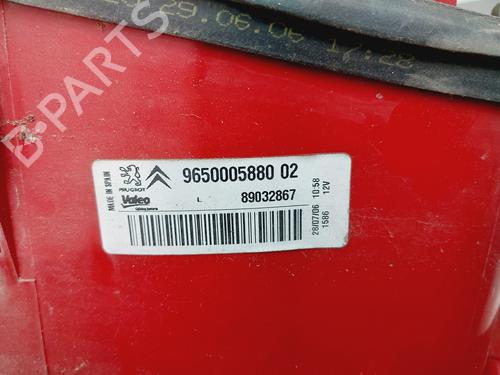 29.06.06 17:28
B-PARTS
MADE IN SPAIN
PEUGEOT
9650005880 02
Valeo
L
89032867
28/07/06 10:58
1586 12V